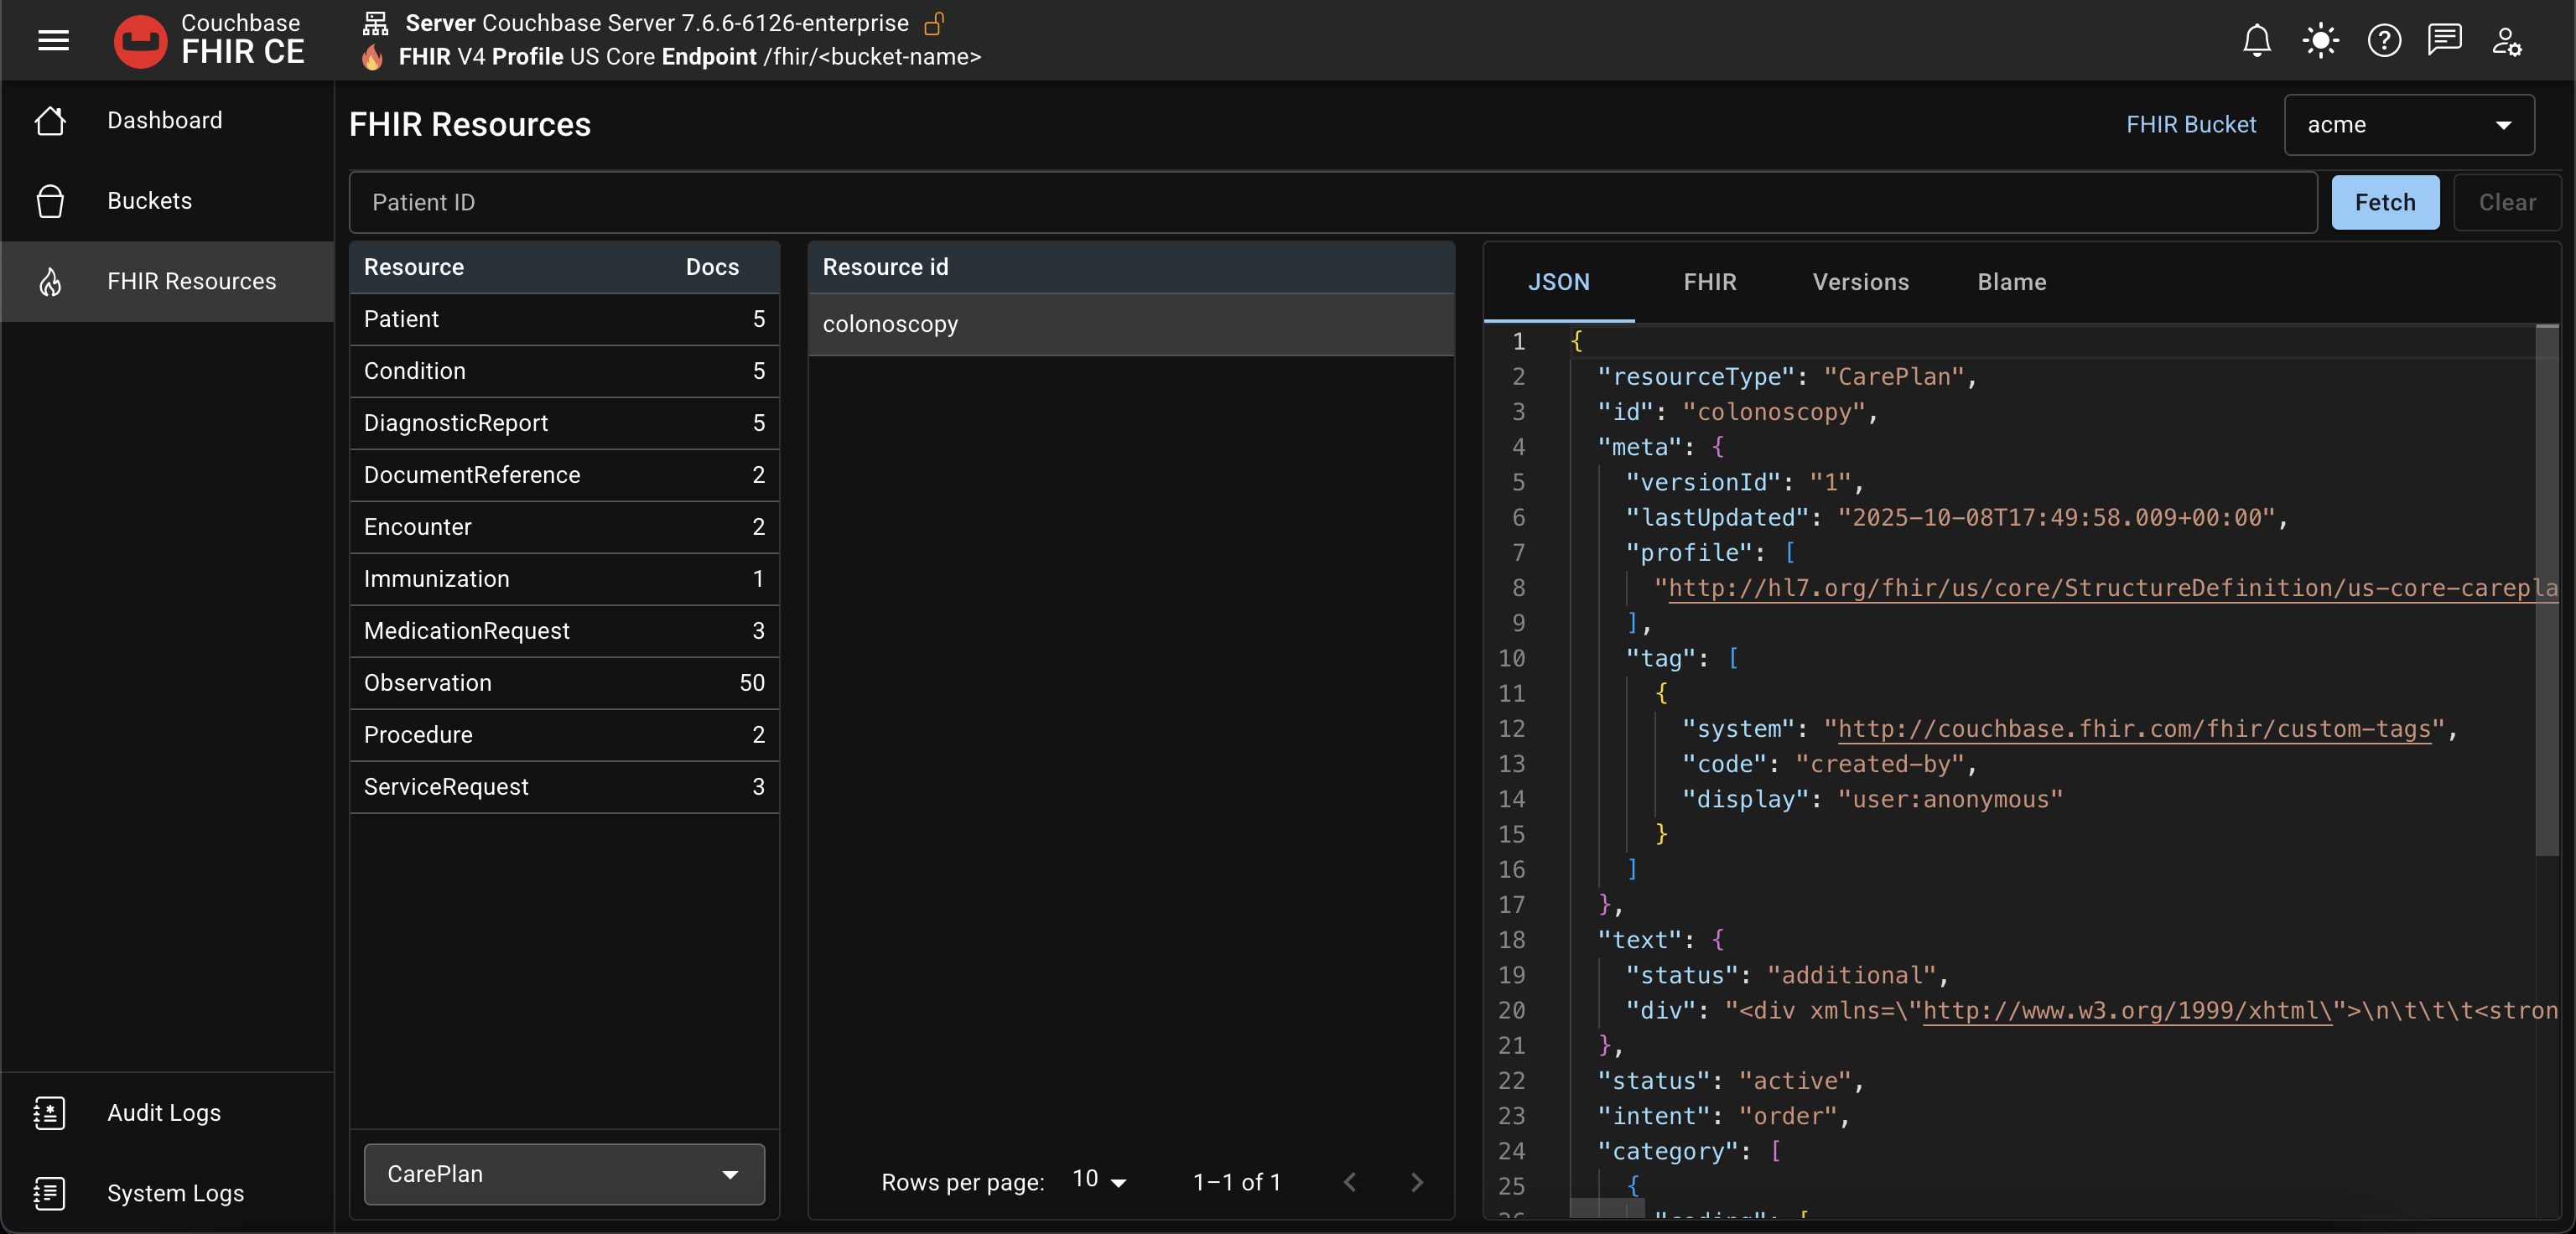 Couchbase
FHIR CE
Server Couchbase Server 7.6.6-6126-enterprise
FHIR V4 Profile US Core Endpoint /fhir/<bucket-name>
Dashboard
Buckets
FHIR Resources
Audit Logs
System Logs
FHIR Resources
FHIR Bucket
acme
Patient ID
Fetch
Clear
Resource Docs
Patient 5
Condition 5
DiagnosticReport 5
DocumentReference 2
Encounter 2
Immunization 1
MedicationRequest 3
Observation 50
Procedure 2
ServiceRequest 3
CarePlan
Resource id
colonoscopy
Rows per page: 10 1–1 of 1
JSON FHIR Versions Blame
1 {
2 "resourceType": "CarePlan",
3 "id": "colonoscopy",
4 "meta": {
5 "versionId": "1",
6 "lastUpdated": "2025-10-08T17:49:58.009+00:00",
7 "profile": [
8 "http://hl7.org/fhir/us/core/StructureDefinition/us-core-carepla
9 ],
10 "tag": [
11 {
12 "system": "http://couchbase.fhir.com/fhir/custom-tags",
13 "code": "created-by",
14 "display": "user:anonymous"
15 }
16 ]
17 },
18 "text": {
19 "status": "additional",
20 "div": "<div xmlns=\"http://www.w3.org/1999/xhtml\">\n\t\t\t<stron
21 },
22 "status": "active",
23 "intent": "order",
24 "category": [
25 {
26 "coding": [